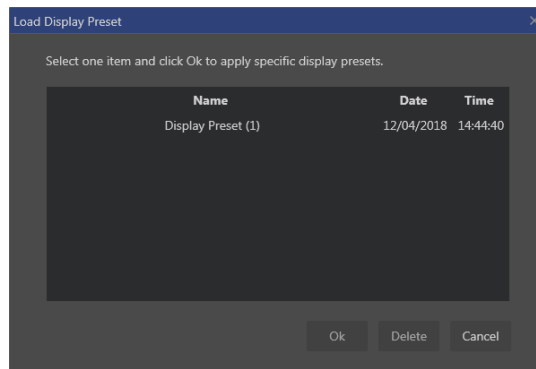 Load Display Preset
Select one item and click Ok to apply specific display presets.
Name Date Time
Display Preset (1) 12/04/2018 14:44:40
Ok Delete Cancel